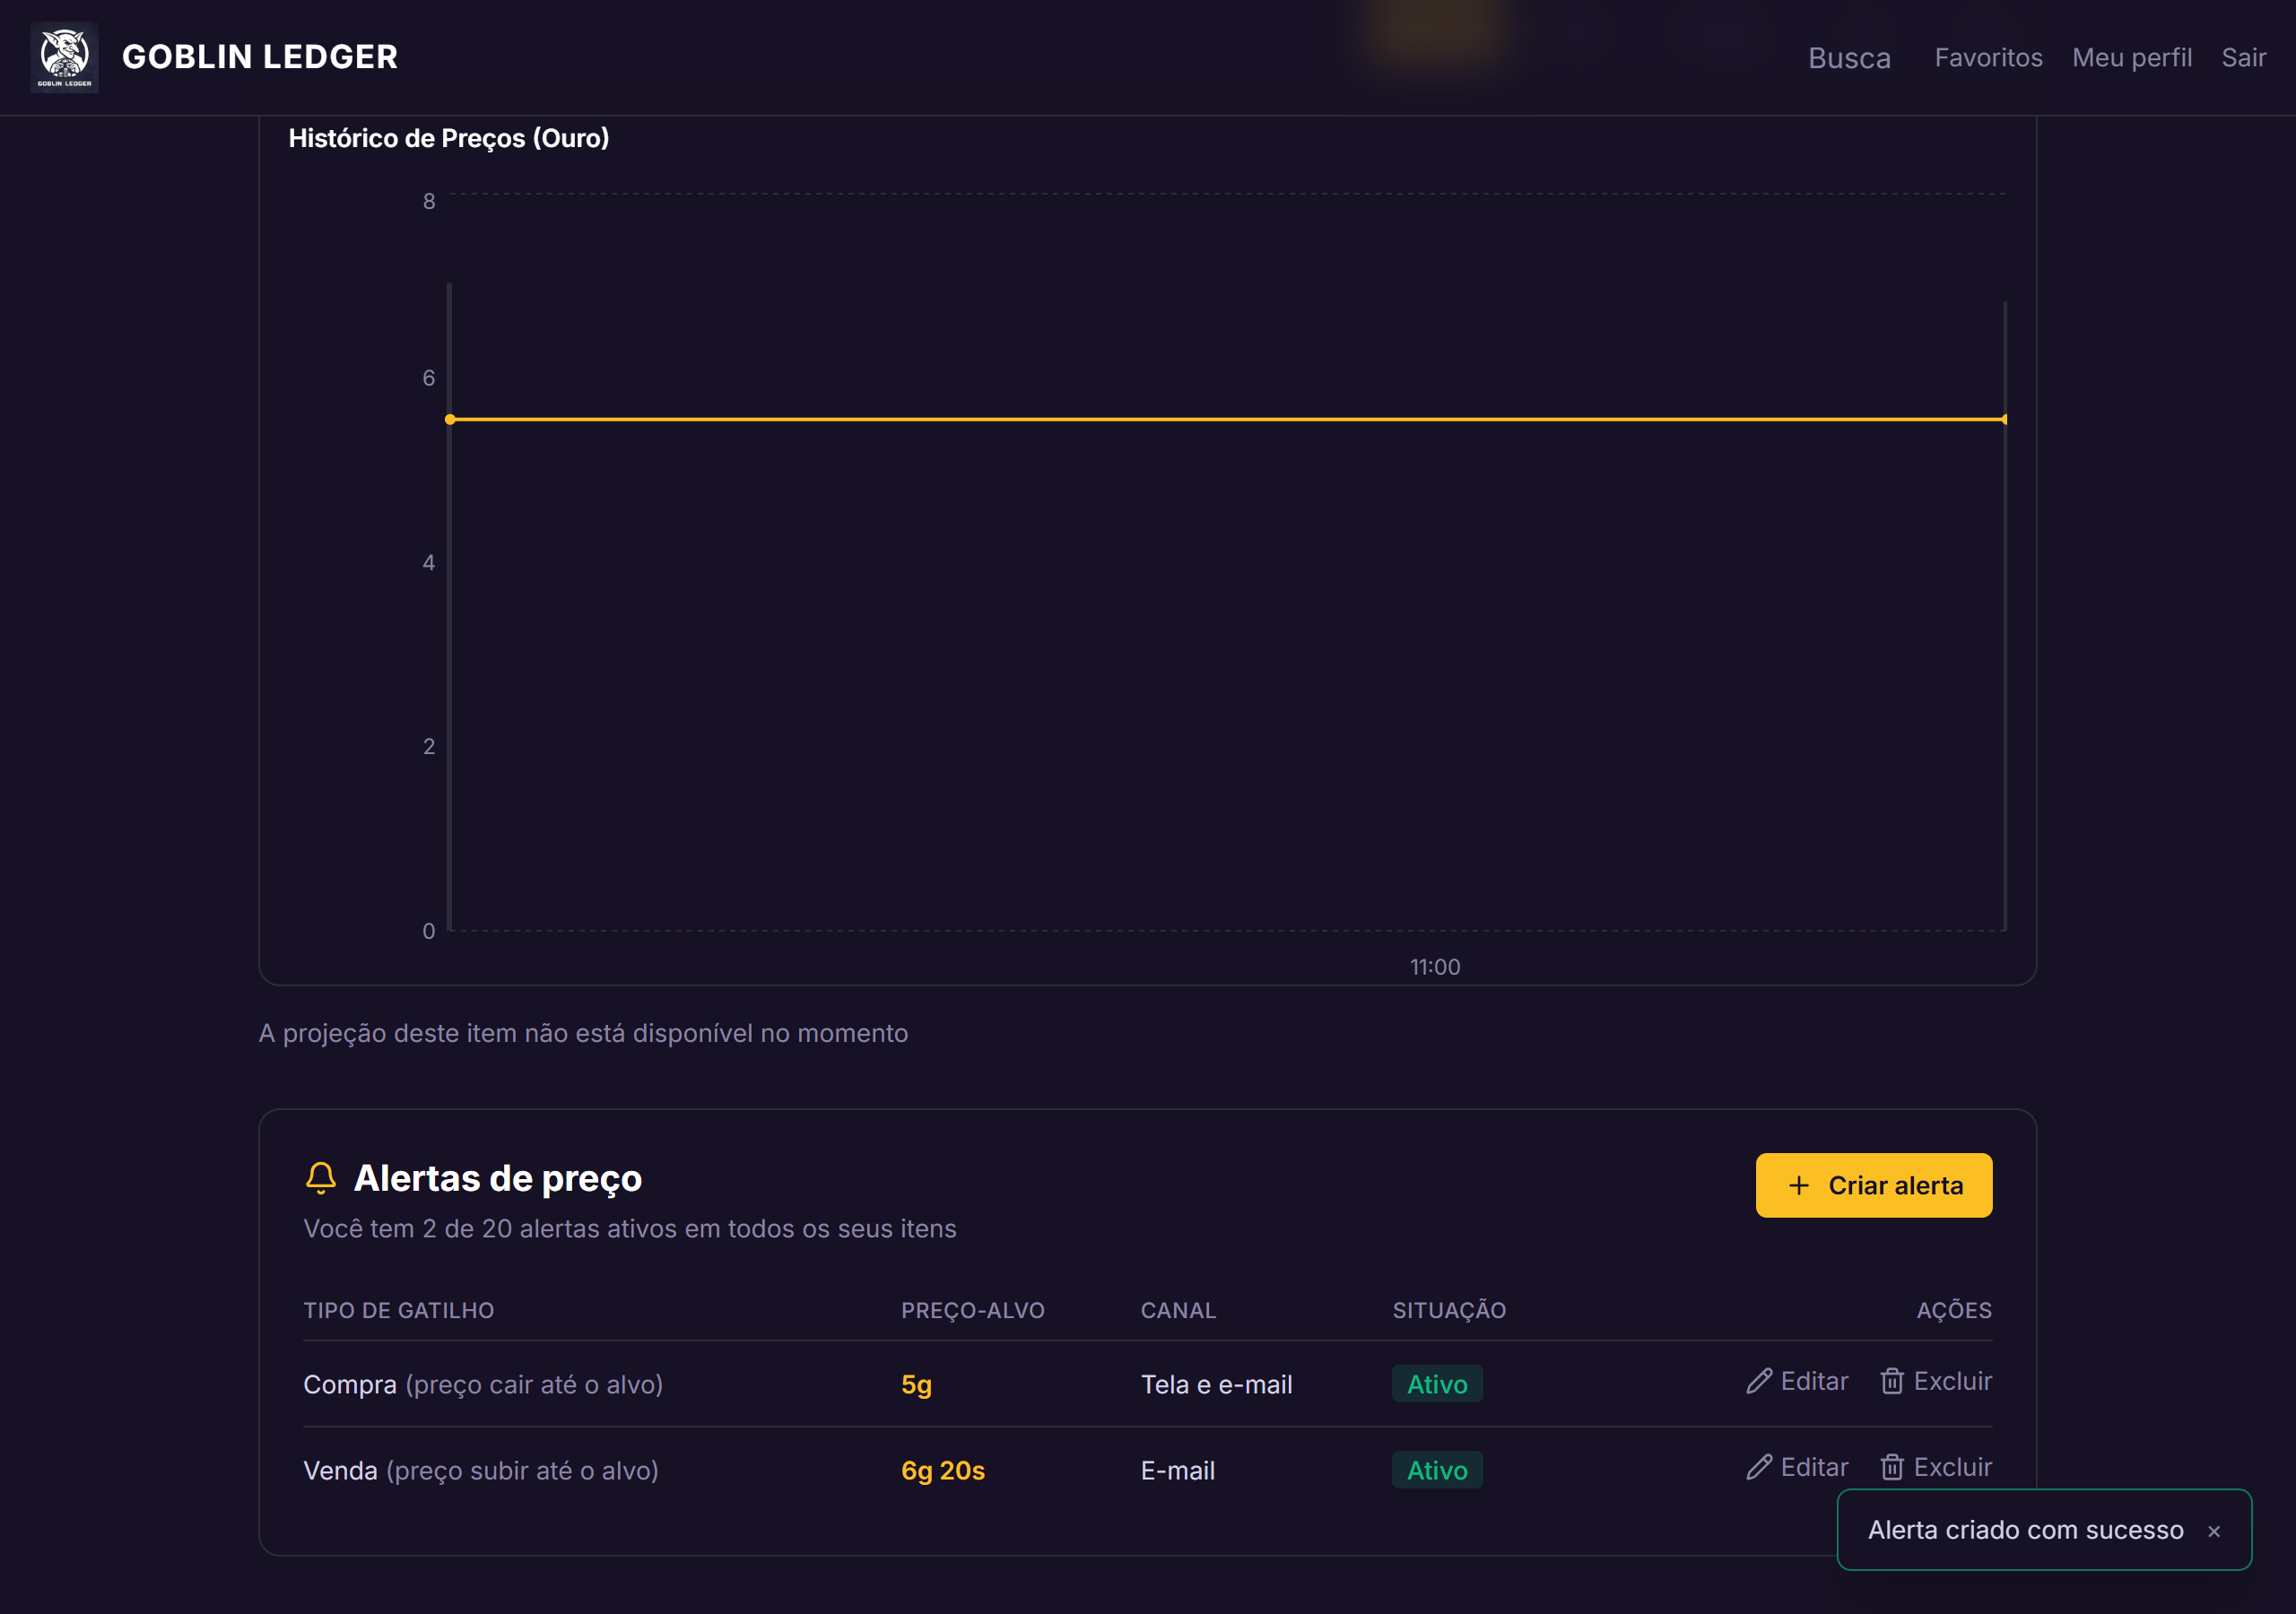 GOBLIN LEDGER
GOBLIN LEDGER
Busca
Favoritos
Meu perfil
Sair
Histórico de Preços (Ouro)
8
6
4
2
0
11:00
A projeção deste item não está disponível no momento
Alertas de preço
+ Criar alerta
Você tem 2 de 20 alertas ativos em todos os seus itens
TIPO DE GATILHO PREÇO-ALVO CANAL SITUAÇÃO AÇÕES
Compra (preço cair até o alvo) 5g Tela e e-mail Ativo Editar Excluir
Venda (preço subir até o alvo) 6g 20s E-mail Ativo Editar Excluir
Alerta criado com sucesso ×